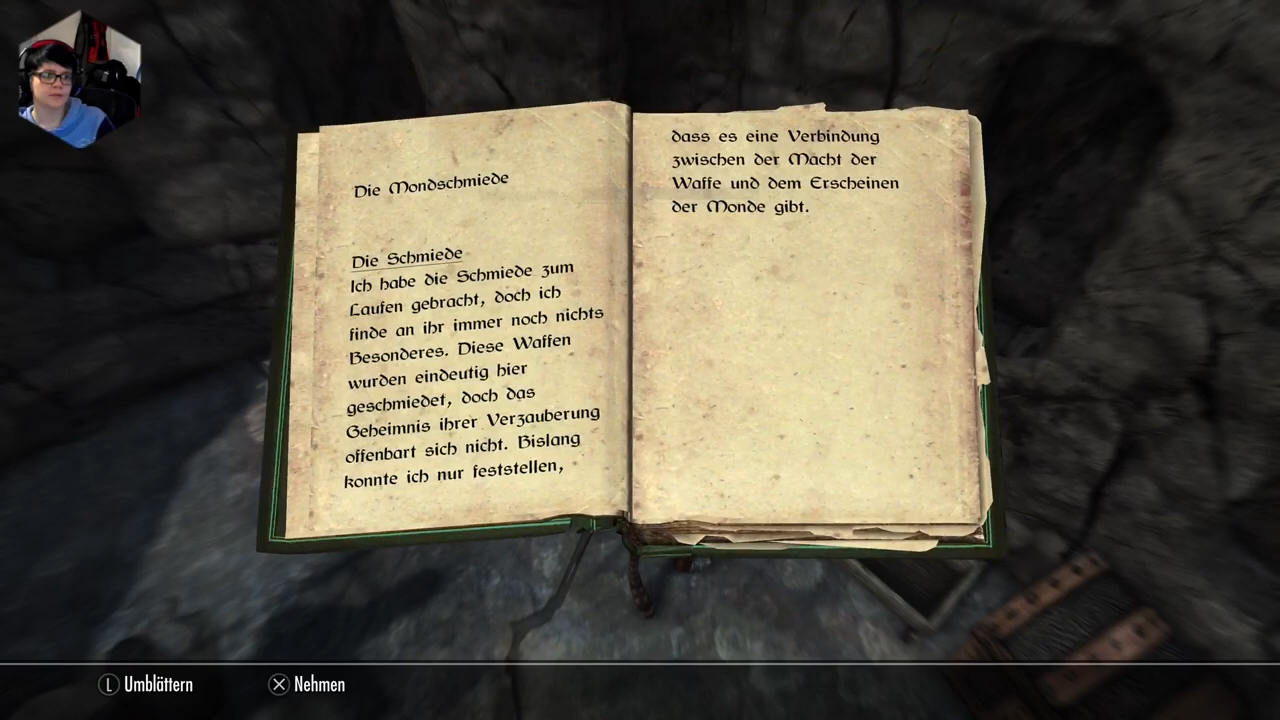 Die Mondschmiede
Die Schmiede
Ich habe die Schmiede zum
Laufen gebracht, doch ich
finde an ihr immer noch nichts
Besonderes. Diese Waffen
wurden eindeutig hier
geschmiedet, doch das
Geheimnis ihrer Verzauberung
offenbart sich nicht. Bislang
konnte ich nur feststellen,
dass es eine Verbindung
zwischen der Macht der
Waffe und dem Erscheinen
der Monde gibt.
L Umblättern
X Nehmen